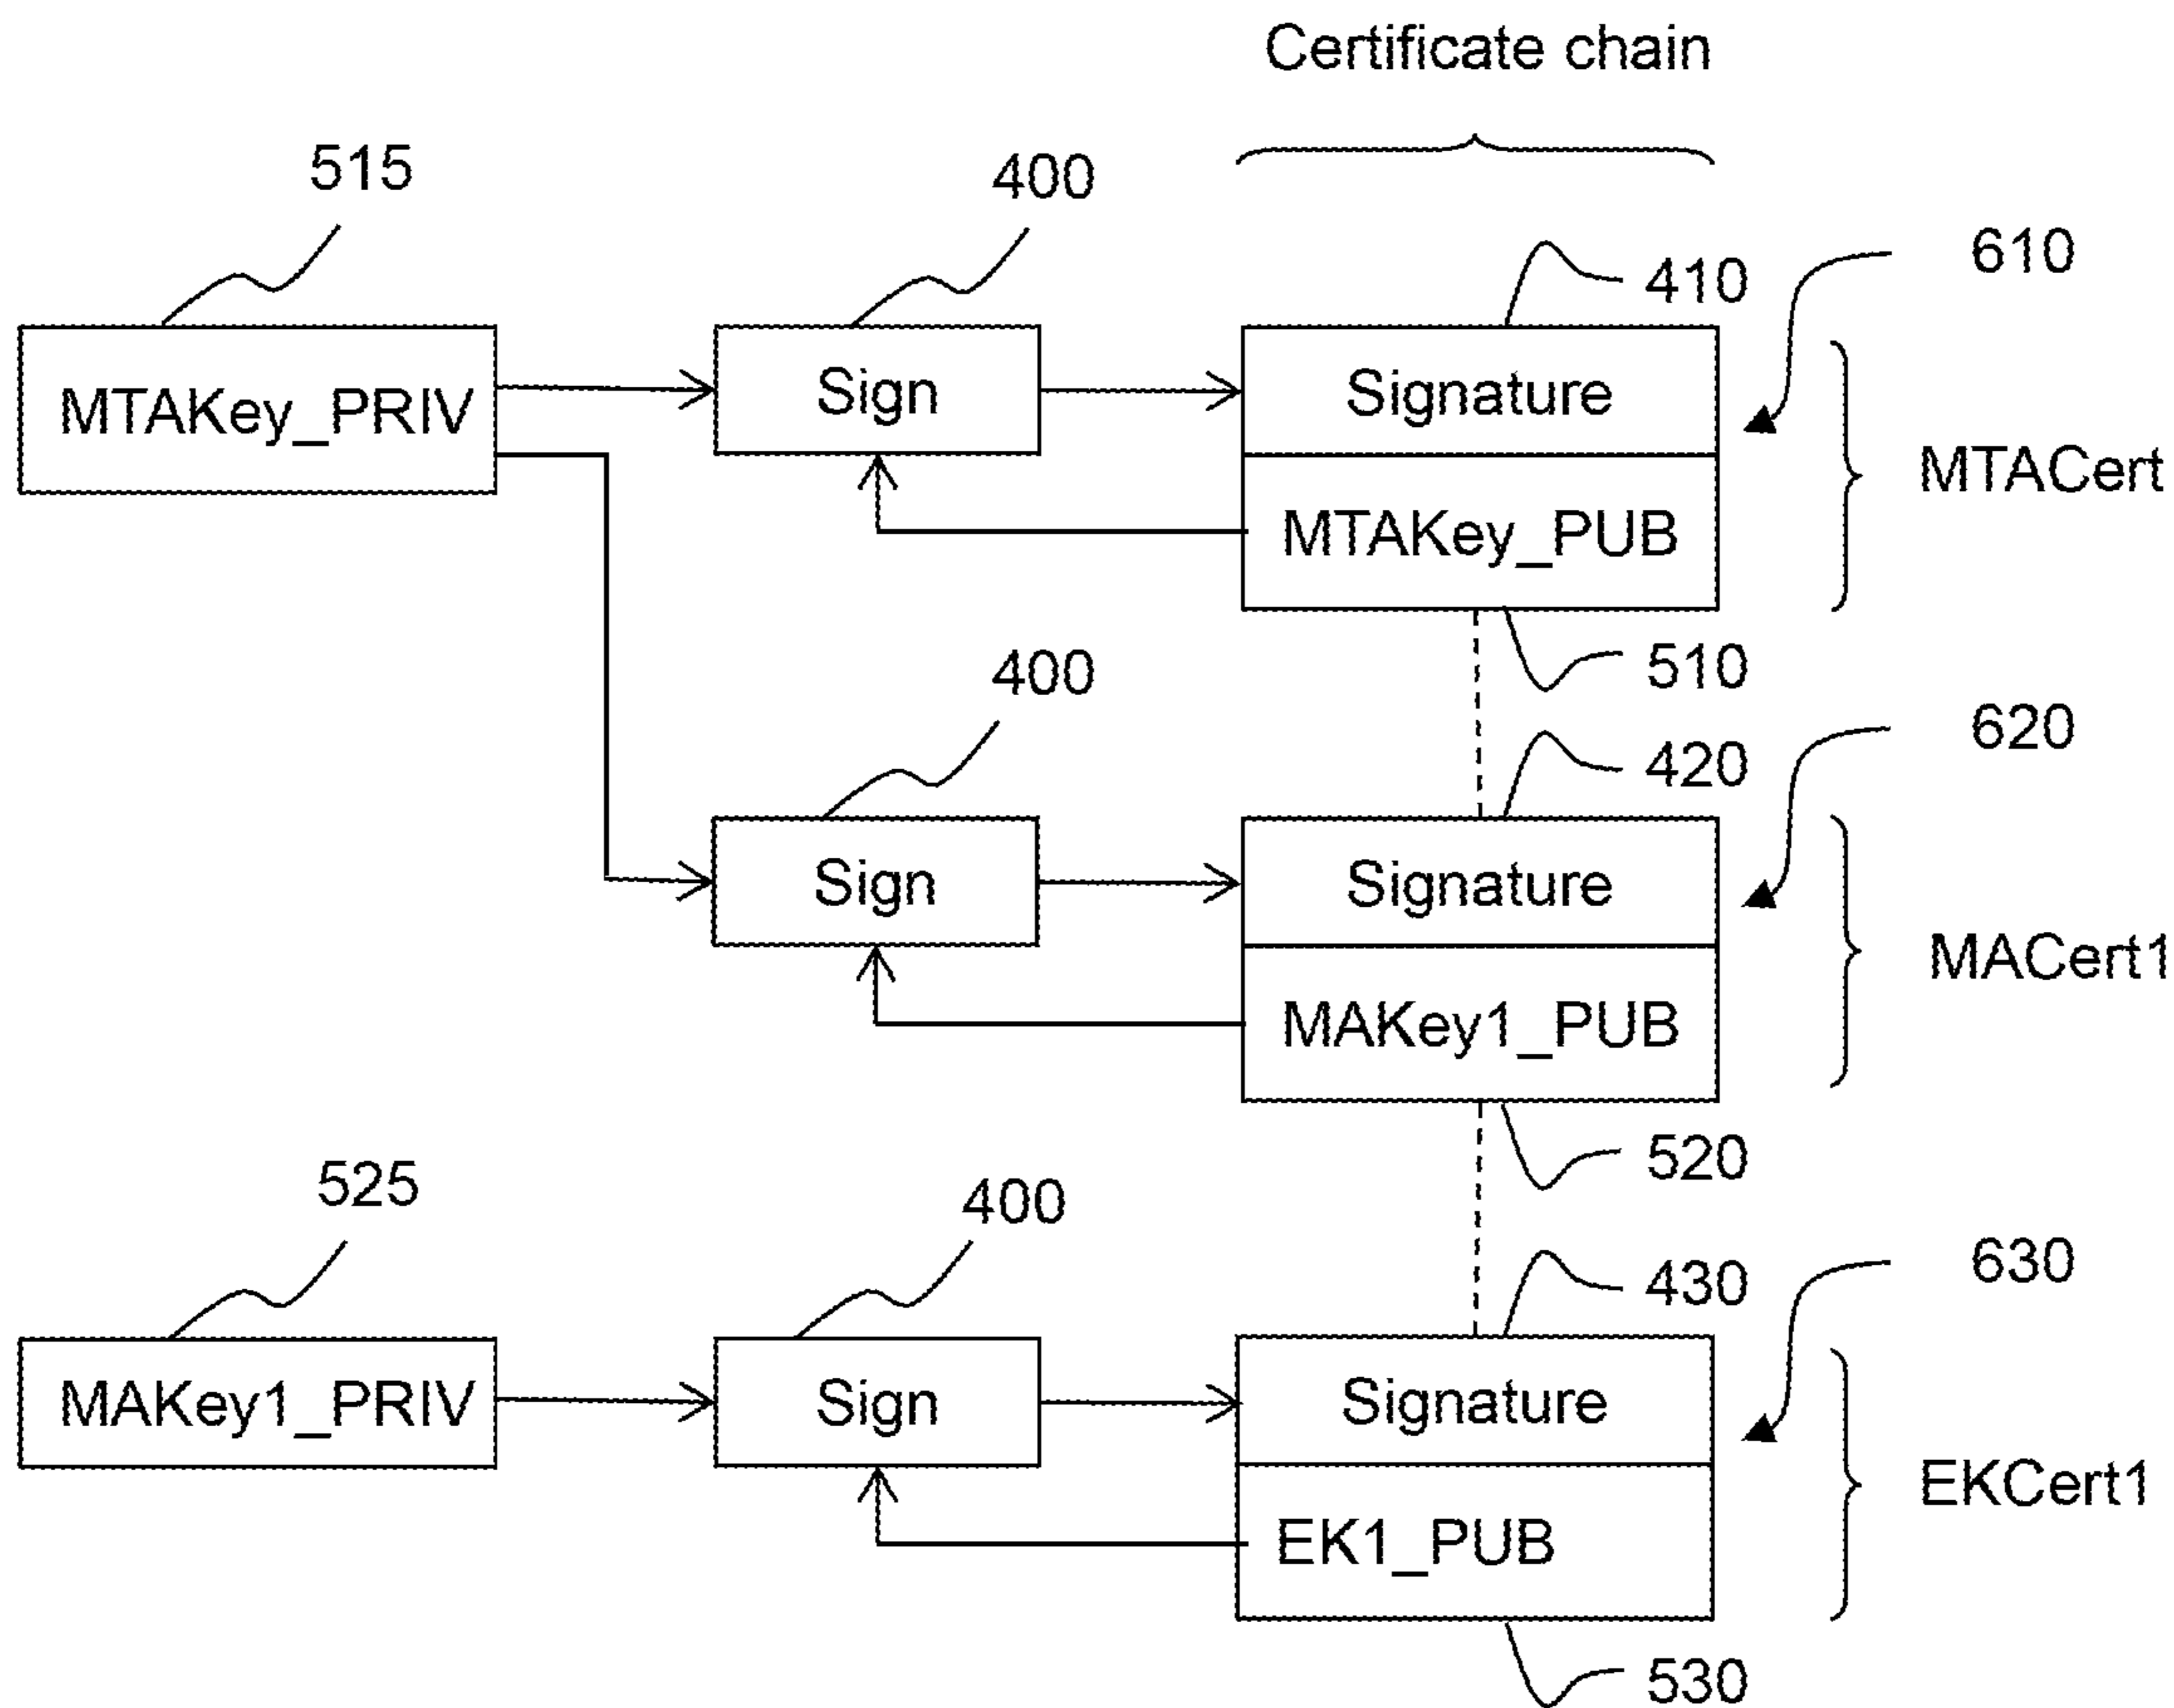 Certificate chain
515
400
410
610
MTAKey_PRIV
Sign
Signature
MTACert
MTAKey_PUB
510
400
420
620
Sign
Signature
MACert1
MAKey1_PUB
520
525
400
430
630
MAKey1_PRIV
Sign
Signature
EKCert1
EK1_PUB
530